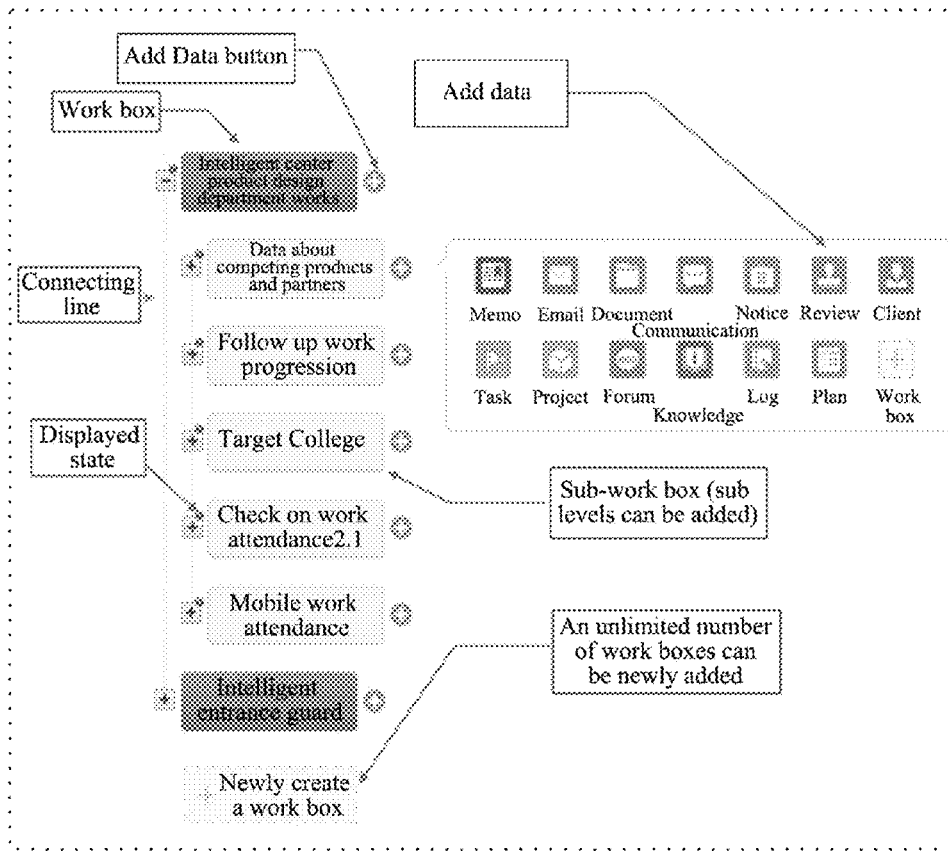 Add Data button
Add data
Work box
Intelligent center
product design
department works
Data about
competing products
and partners
Connecting
line
Memo Email Document Notice Review Client
Communication
Follow up work
progression
Task Project Forum Log Plan Work
box
Knowledge
Displayed
state
Target College
Sub-work box (sub
levels can be added)
Check on work
attendance2.1
Mobile work
attendance
An unlimited number
of work boxes can
be newly added
Intelligent
entrance guard
Newly create
a work box